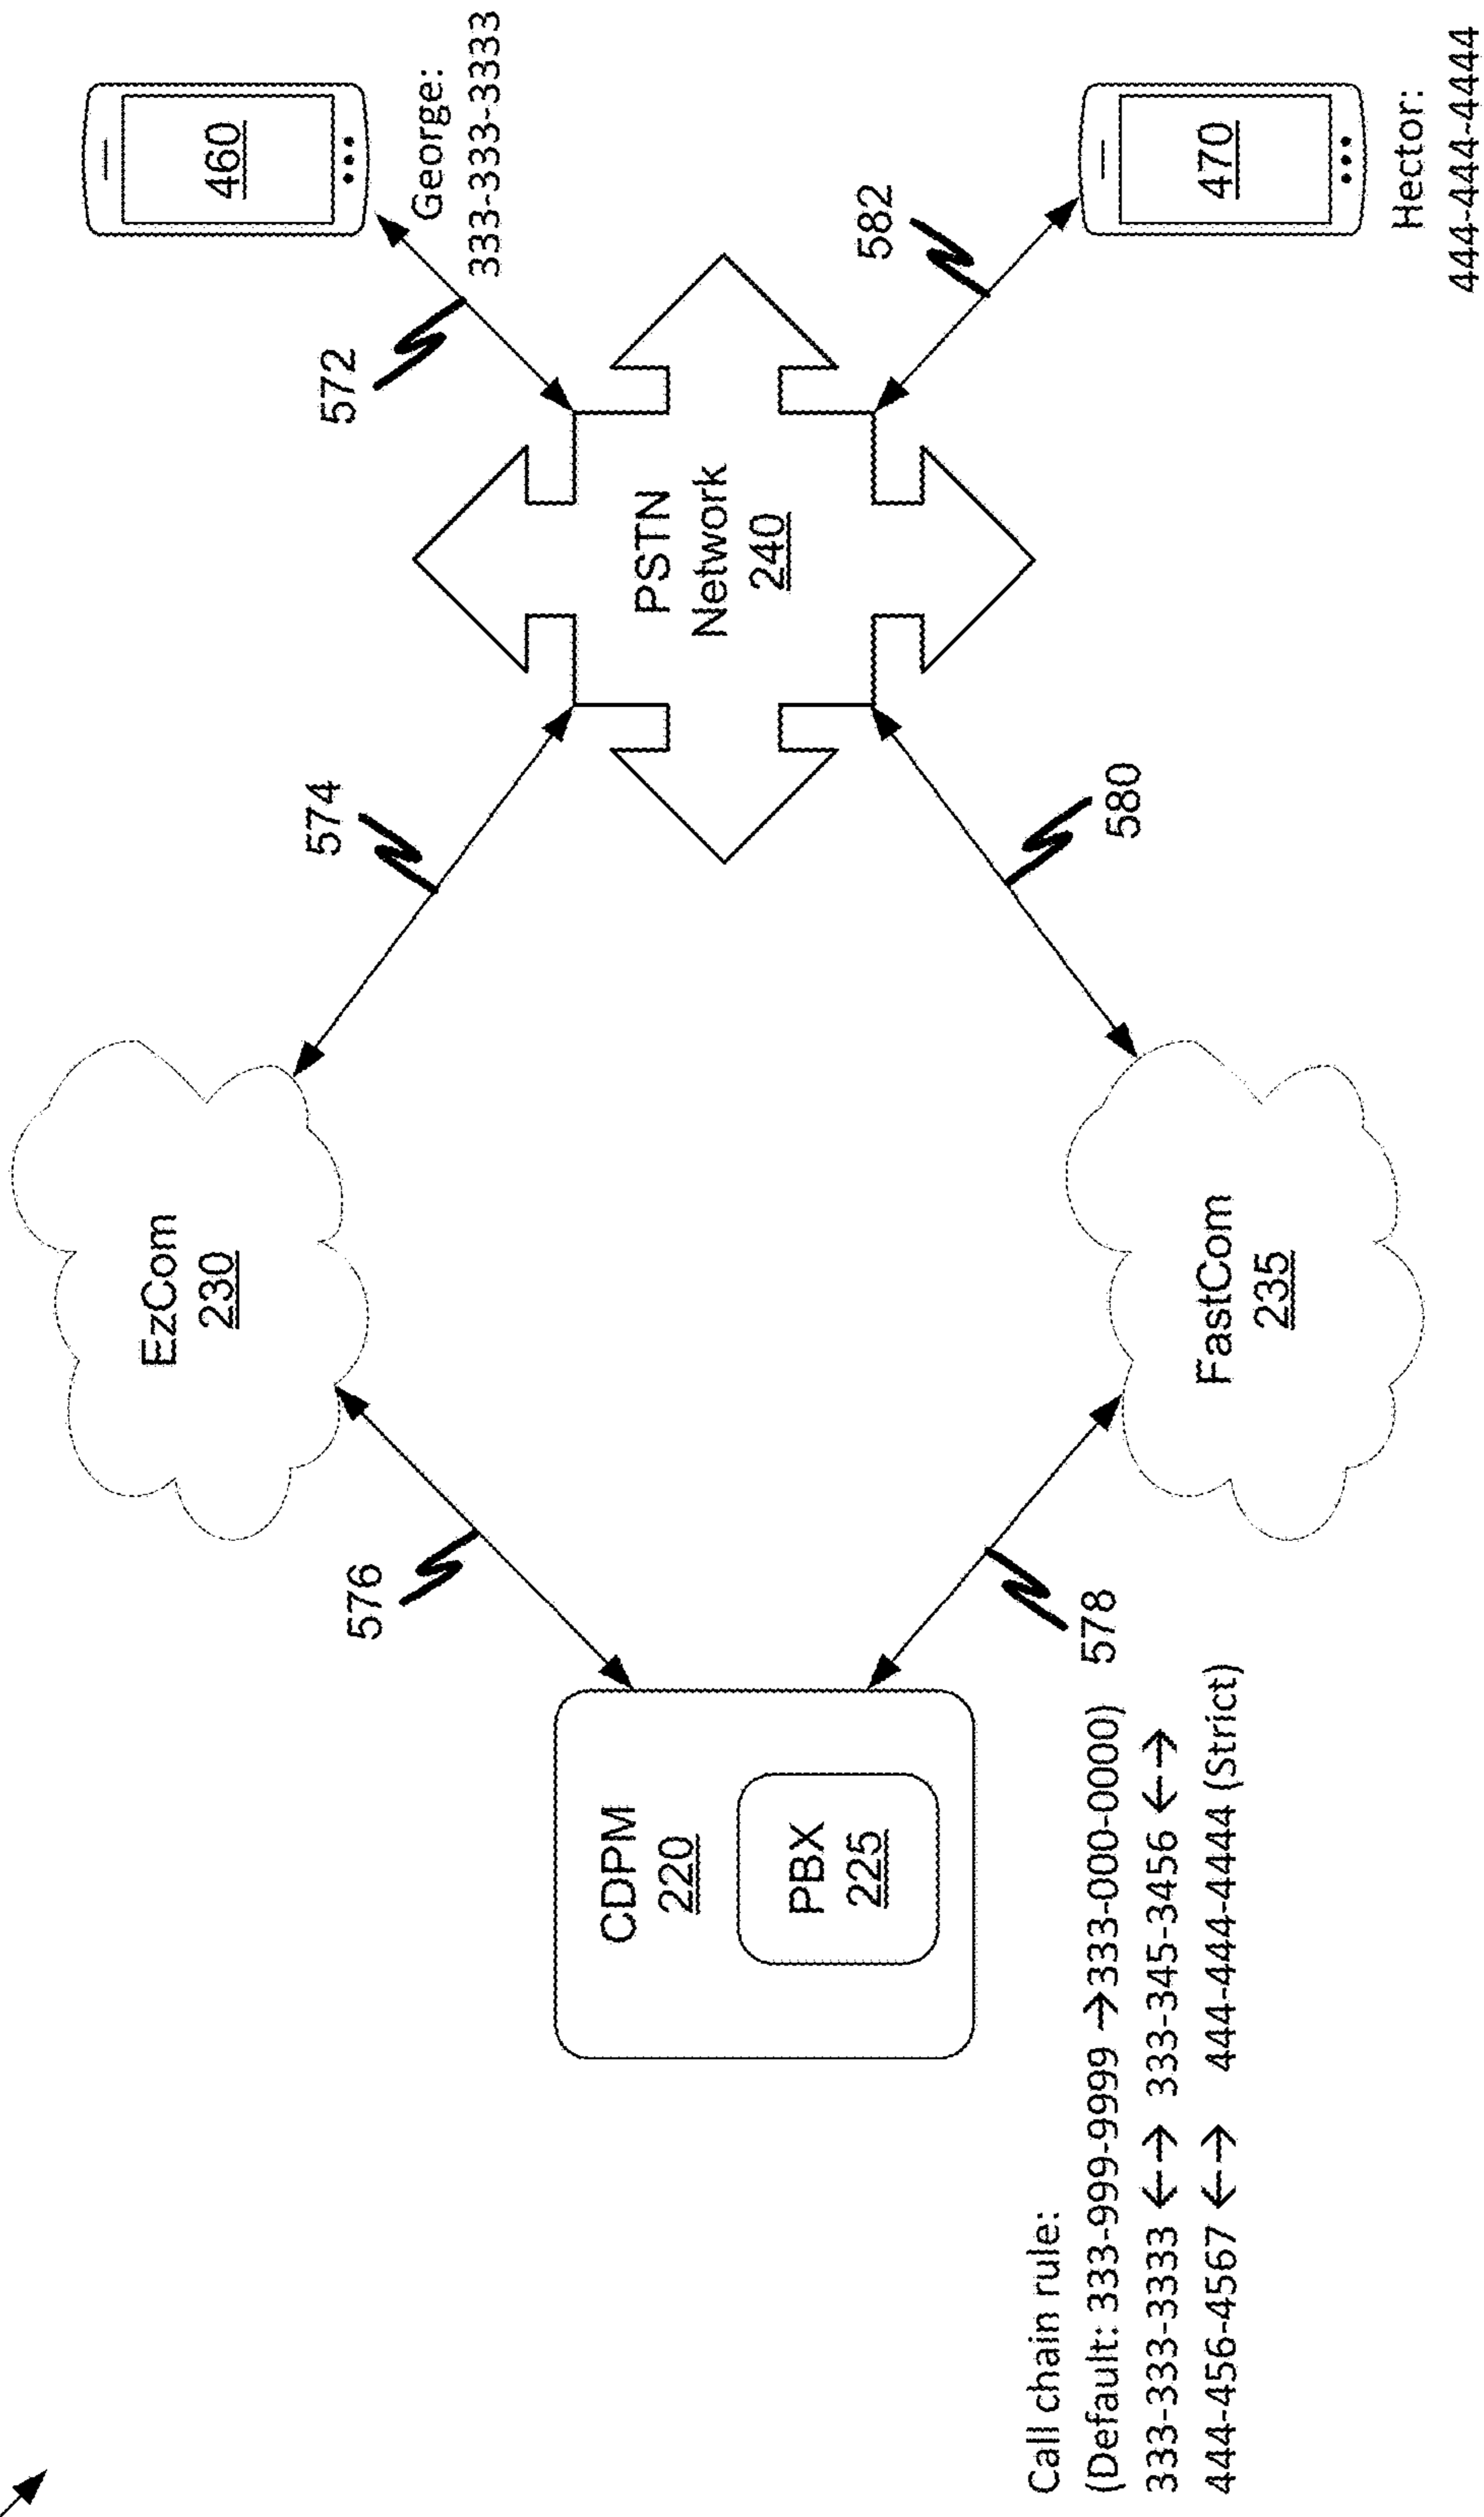 EzCom
230
574
572
460
George:
333-333-3333
576
CDPM
220
PBX
225
PSTN
Network
240
582
580
578
FastCom
235
470
Hector:
444-444-4444
Call chain rule:
(Default: 333-999-9999 →333-000-0000)
333-333-3333 ←→ 333-345-3456 ←→
444-456-4567 ←→ 444-444-4444 (Strict)